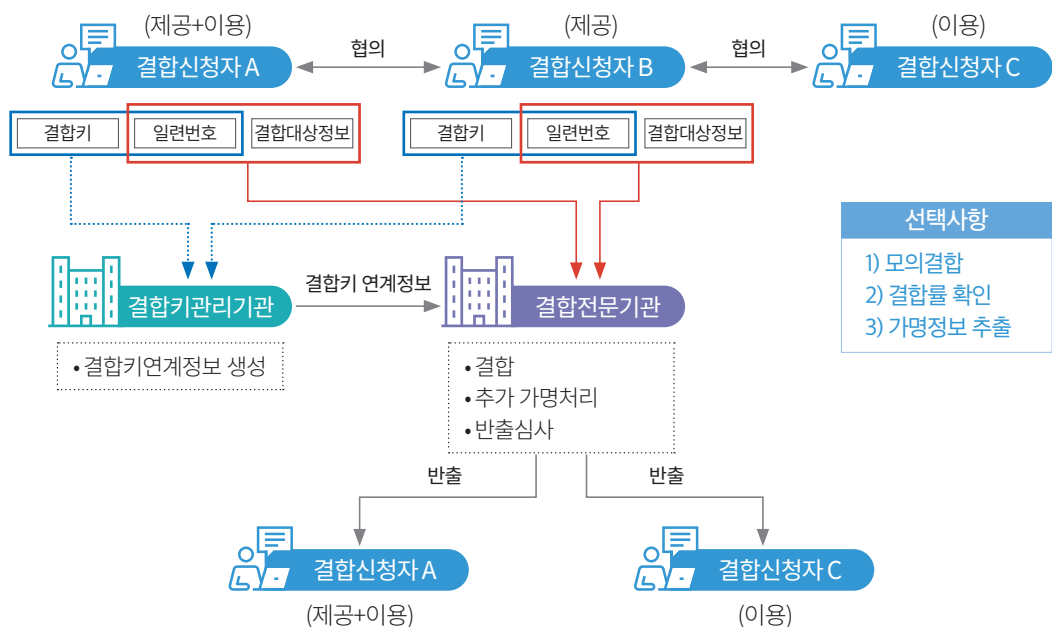 (제공+이용)
(제공)
(이용)
결합신청자 A
협의
결합신청자 B
협의
결합신청자 C
결합키
일련번호
결합대상정보
결합키
일련번호
결합대상정보
선택사항
1) 모의결합
2) 결합률 확인
3) 가명정보 추출
결합키관리기관
결합키 연계정보
결합전문기관
• 결합키연계정보 생성
• 결합
• 추가 가명처리
• 반출심사
반출
반출
결합신청자 A
결합신청자 C
(제공+이용)
(이용)